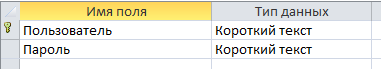 Имя поля Тип данных
Пользователь Короткий текст
Пароль Короткий текст